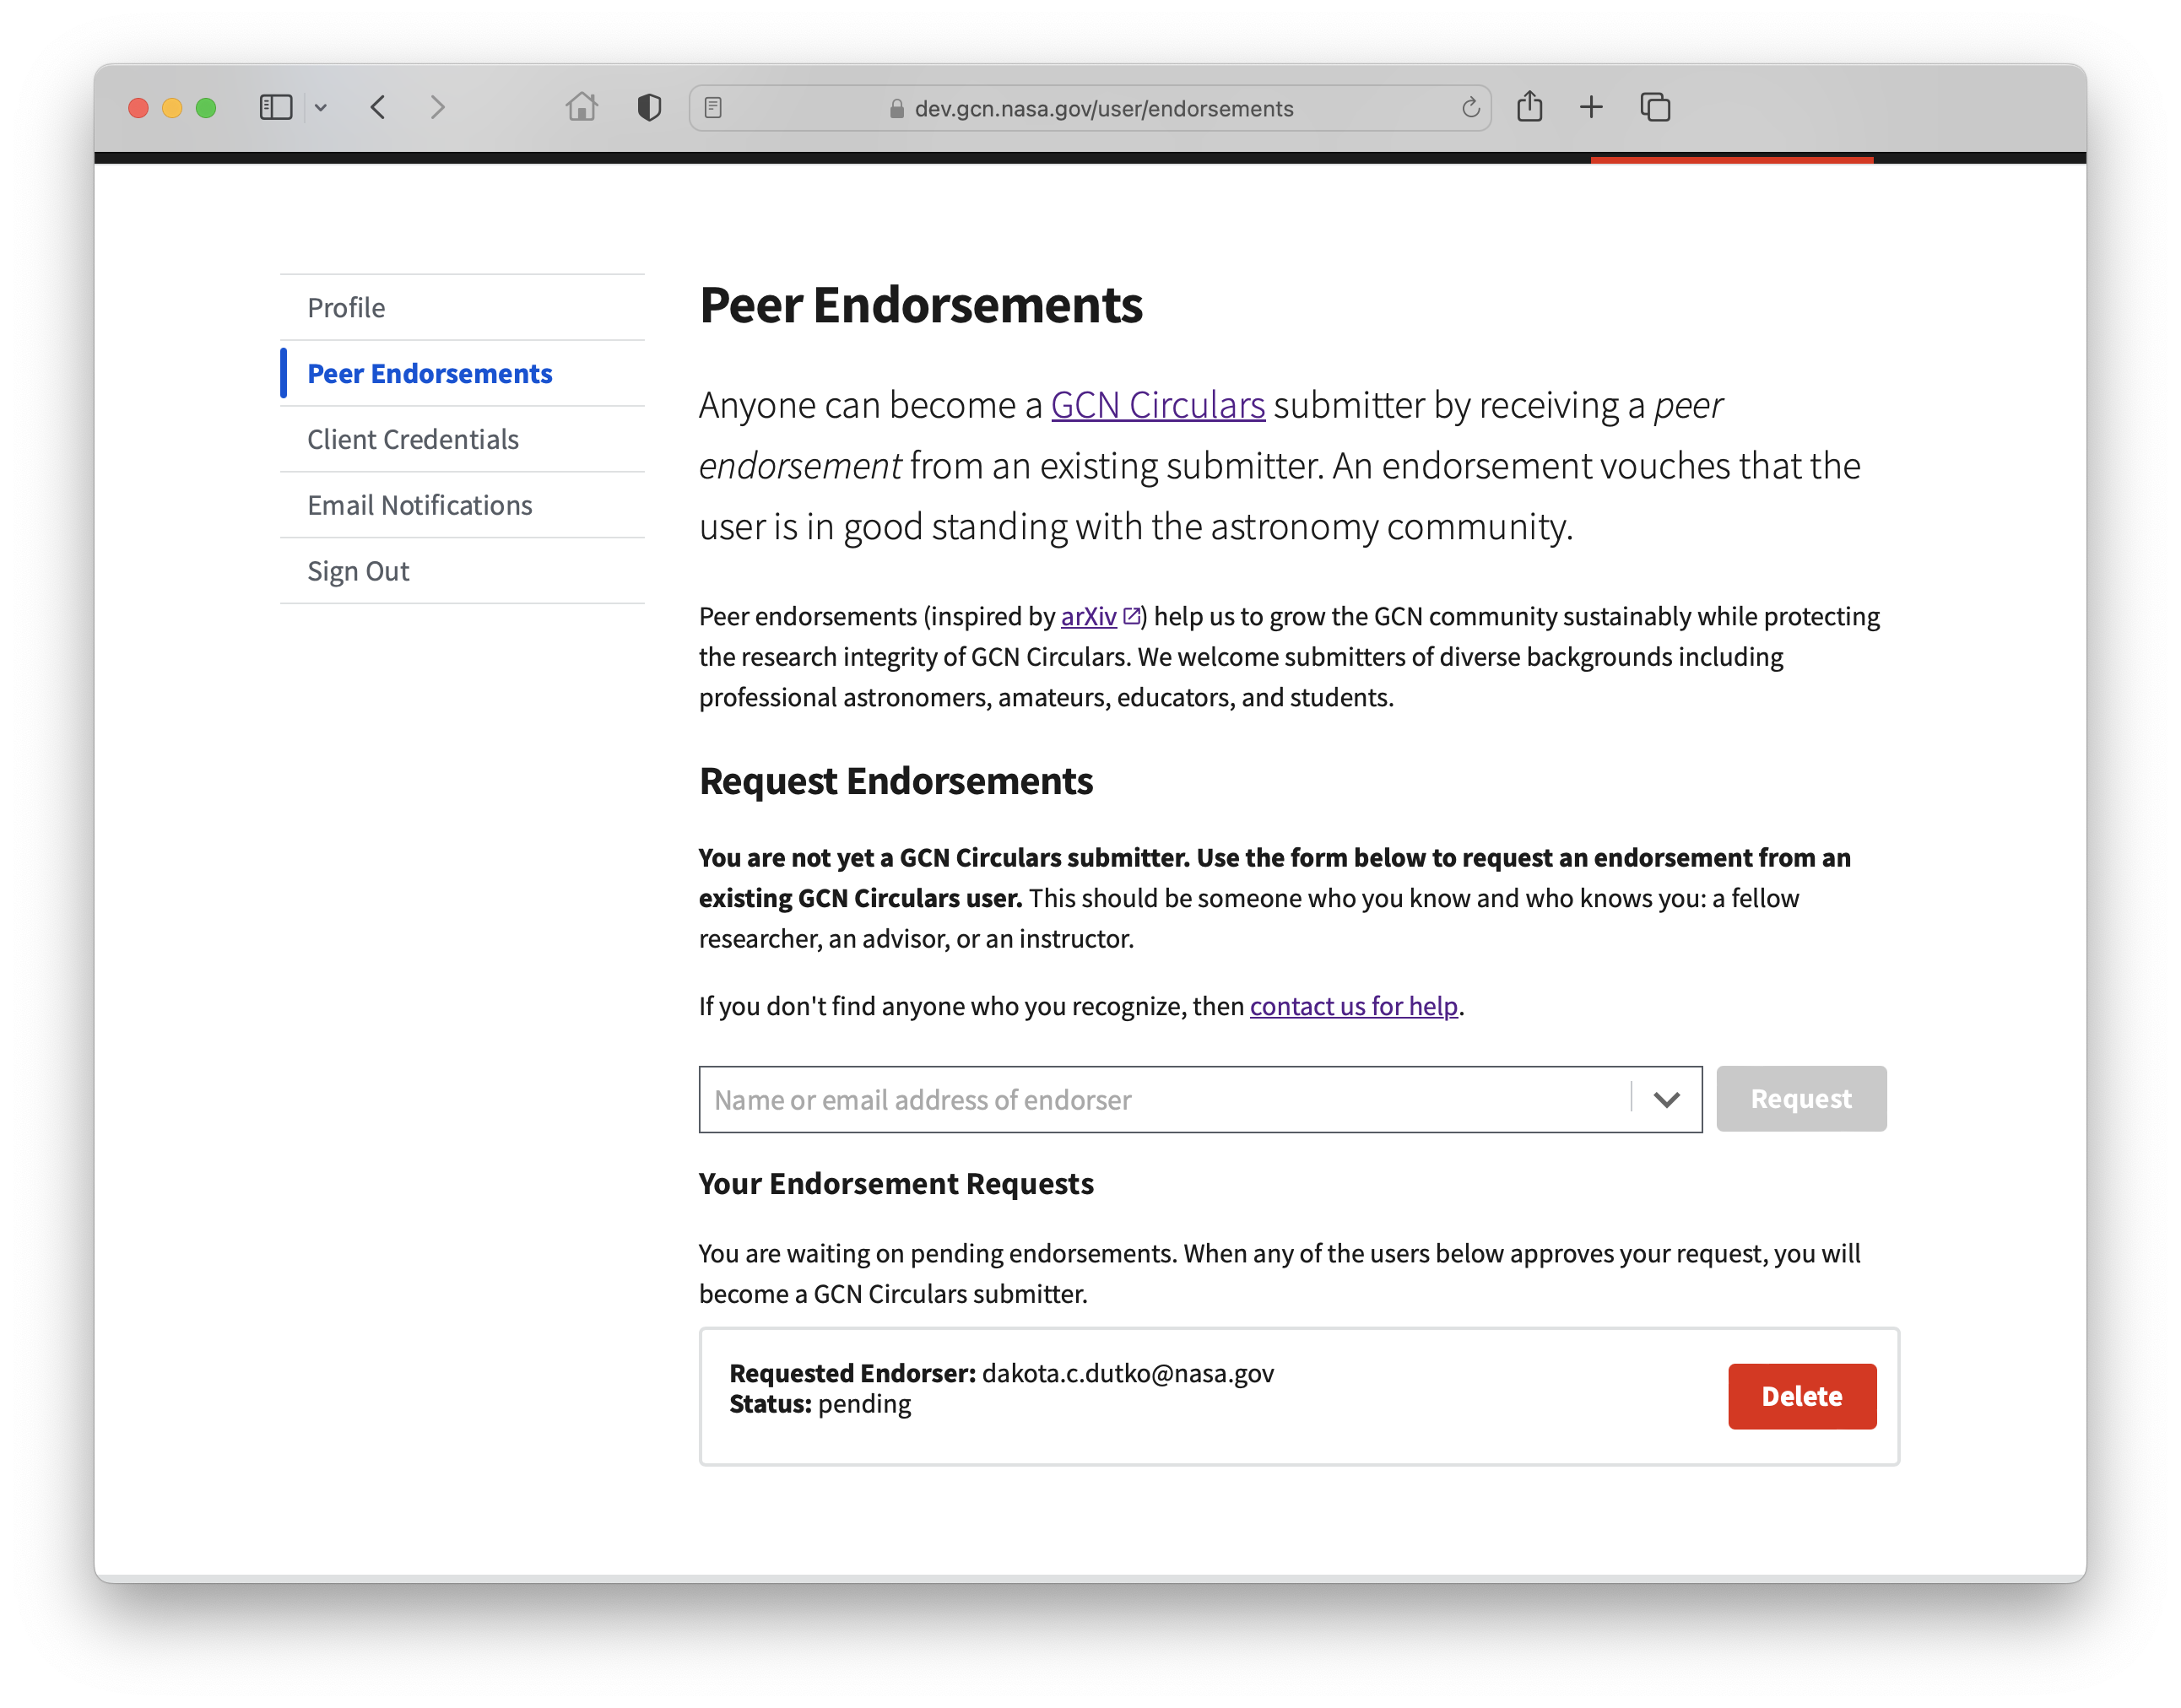 dev.gcn.nasa.gov/user/endorsements
Profile
Peer Endorsements
Client Credentials
Email Notifications
Sign Out
Peer Endorsements
Anyone can become a GCN Circulars submitter by receiving a peer
endorsement from an existing submitter. An endorsement vouches that the
user is in good standing with the astronomy community.
Peer endorsements (inspired by arXiv) help us to grow the GCN community sustainably while protecting
the research integrity of GCN Circulars. We welcome submitters of diverse backgrounds including
professional astronomers, amateurs, educators, and students.
Request Endorsements
You are not yet a GCN Circulars submitter. Use the form below to request an endorsement from an
existing GCN Circulars user. This should be someone who you know and who knows you: a fellow
researcher, an advisor, or an instructor.
If you don't find anyone who you recognize, then contact us for help.
Name or email address of endorser
Request
Your Endorsement Requests
You are waiting on pending endorsements. When any of the users below approves your request, you will
become a GCN Circulars submitter.
Requested Endorser: dakota.c.dutko@nasa.gov
Status: pending
Delete